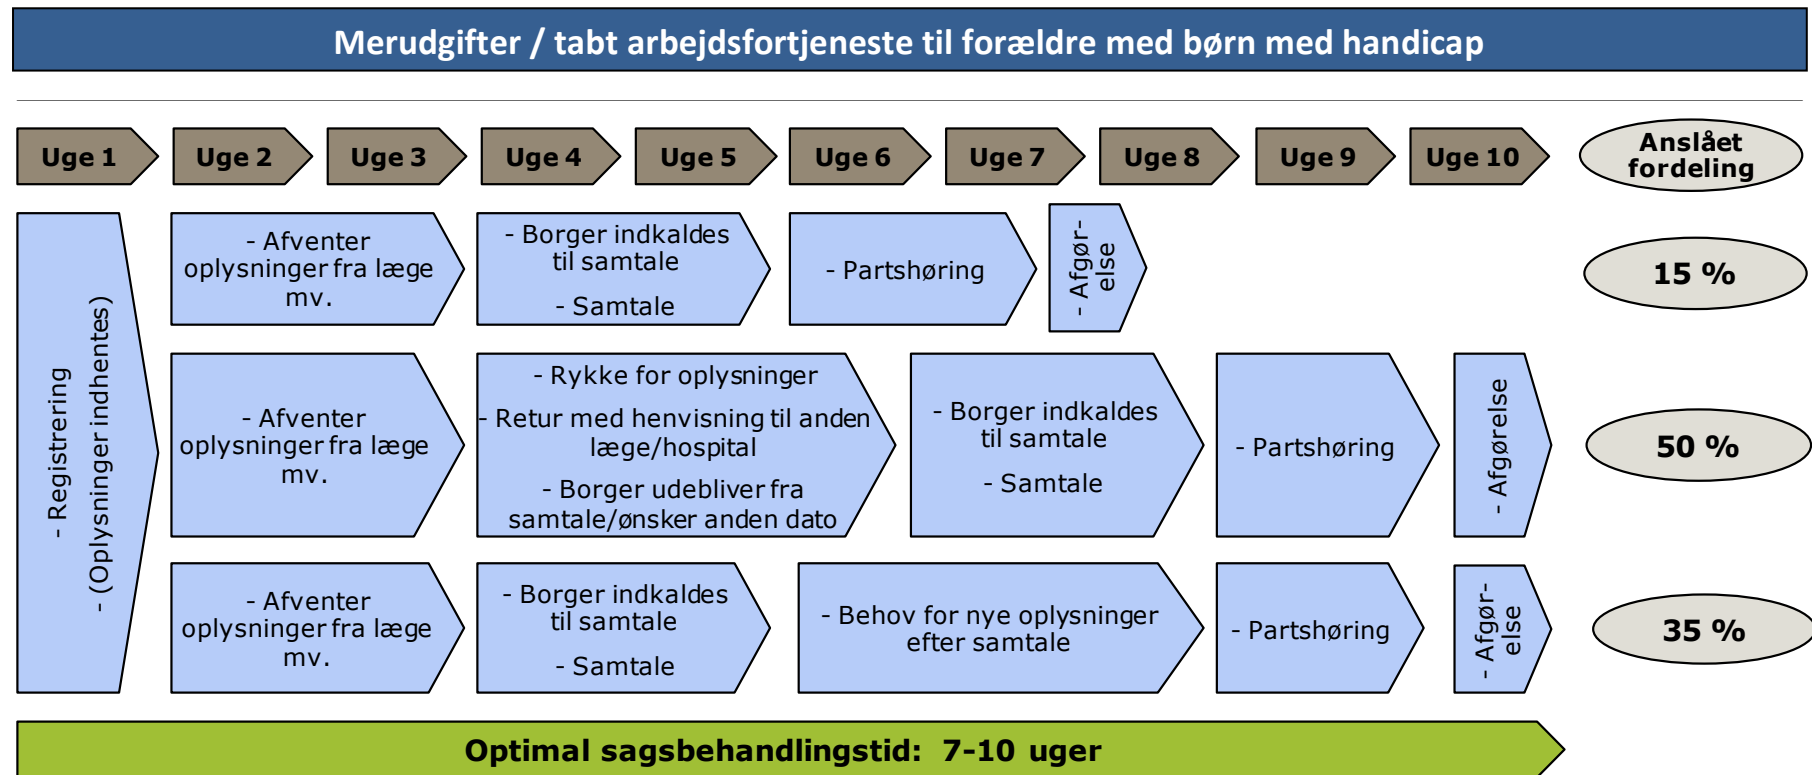 Merudgifter / tabt arbejdsfortjeneste til forældre med børn med handicap
Uge 1
Uge 2
Uge 3
Uge 4
Uge 5
Uge 6
Uge 7
Uge 8
Uge 9
Uge 10
Anslået
fordeling
- Registrering
- (Oplysninger indhentes)
- Afventer
oplysninger fra læge
mv.
- Borger indkaldes
til samtale
- Samtale
- Partshøring
- Afgør-
else
15 %
- Afventer
oplysninger fra læge
mv.
- Rykke for oplysninger
- Retur med henvisning til anden
læge/hospital
- Borger udebliver fra
samtale/ønsker anden dato
- Borger indkaldes
til samtale
- Samtale
- Partshøring
- Afgørelse
50 %
- Afventer
oplysninger fra læge
mv.
- Borger indkaldes
til samtale
- Samtale
- Behov for nye oplysninger
efter samtale
- Partshøring
- Afgør-
else
35 %
Optimal sagsbehandlingstid: 7-10 uger